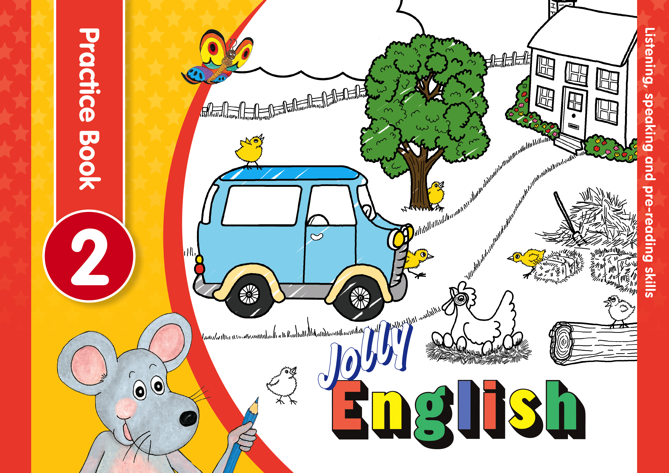 Practice Book
2
Jolly
English
Listening, speaking and pre-reading skills